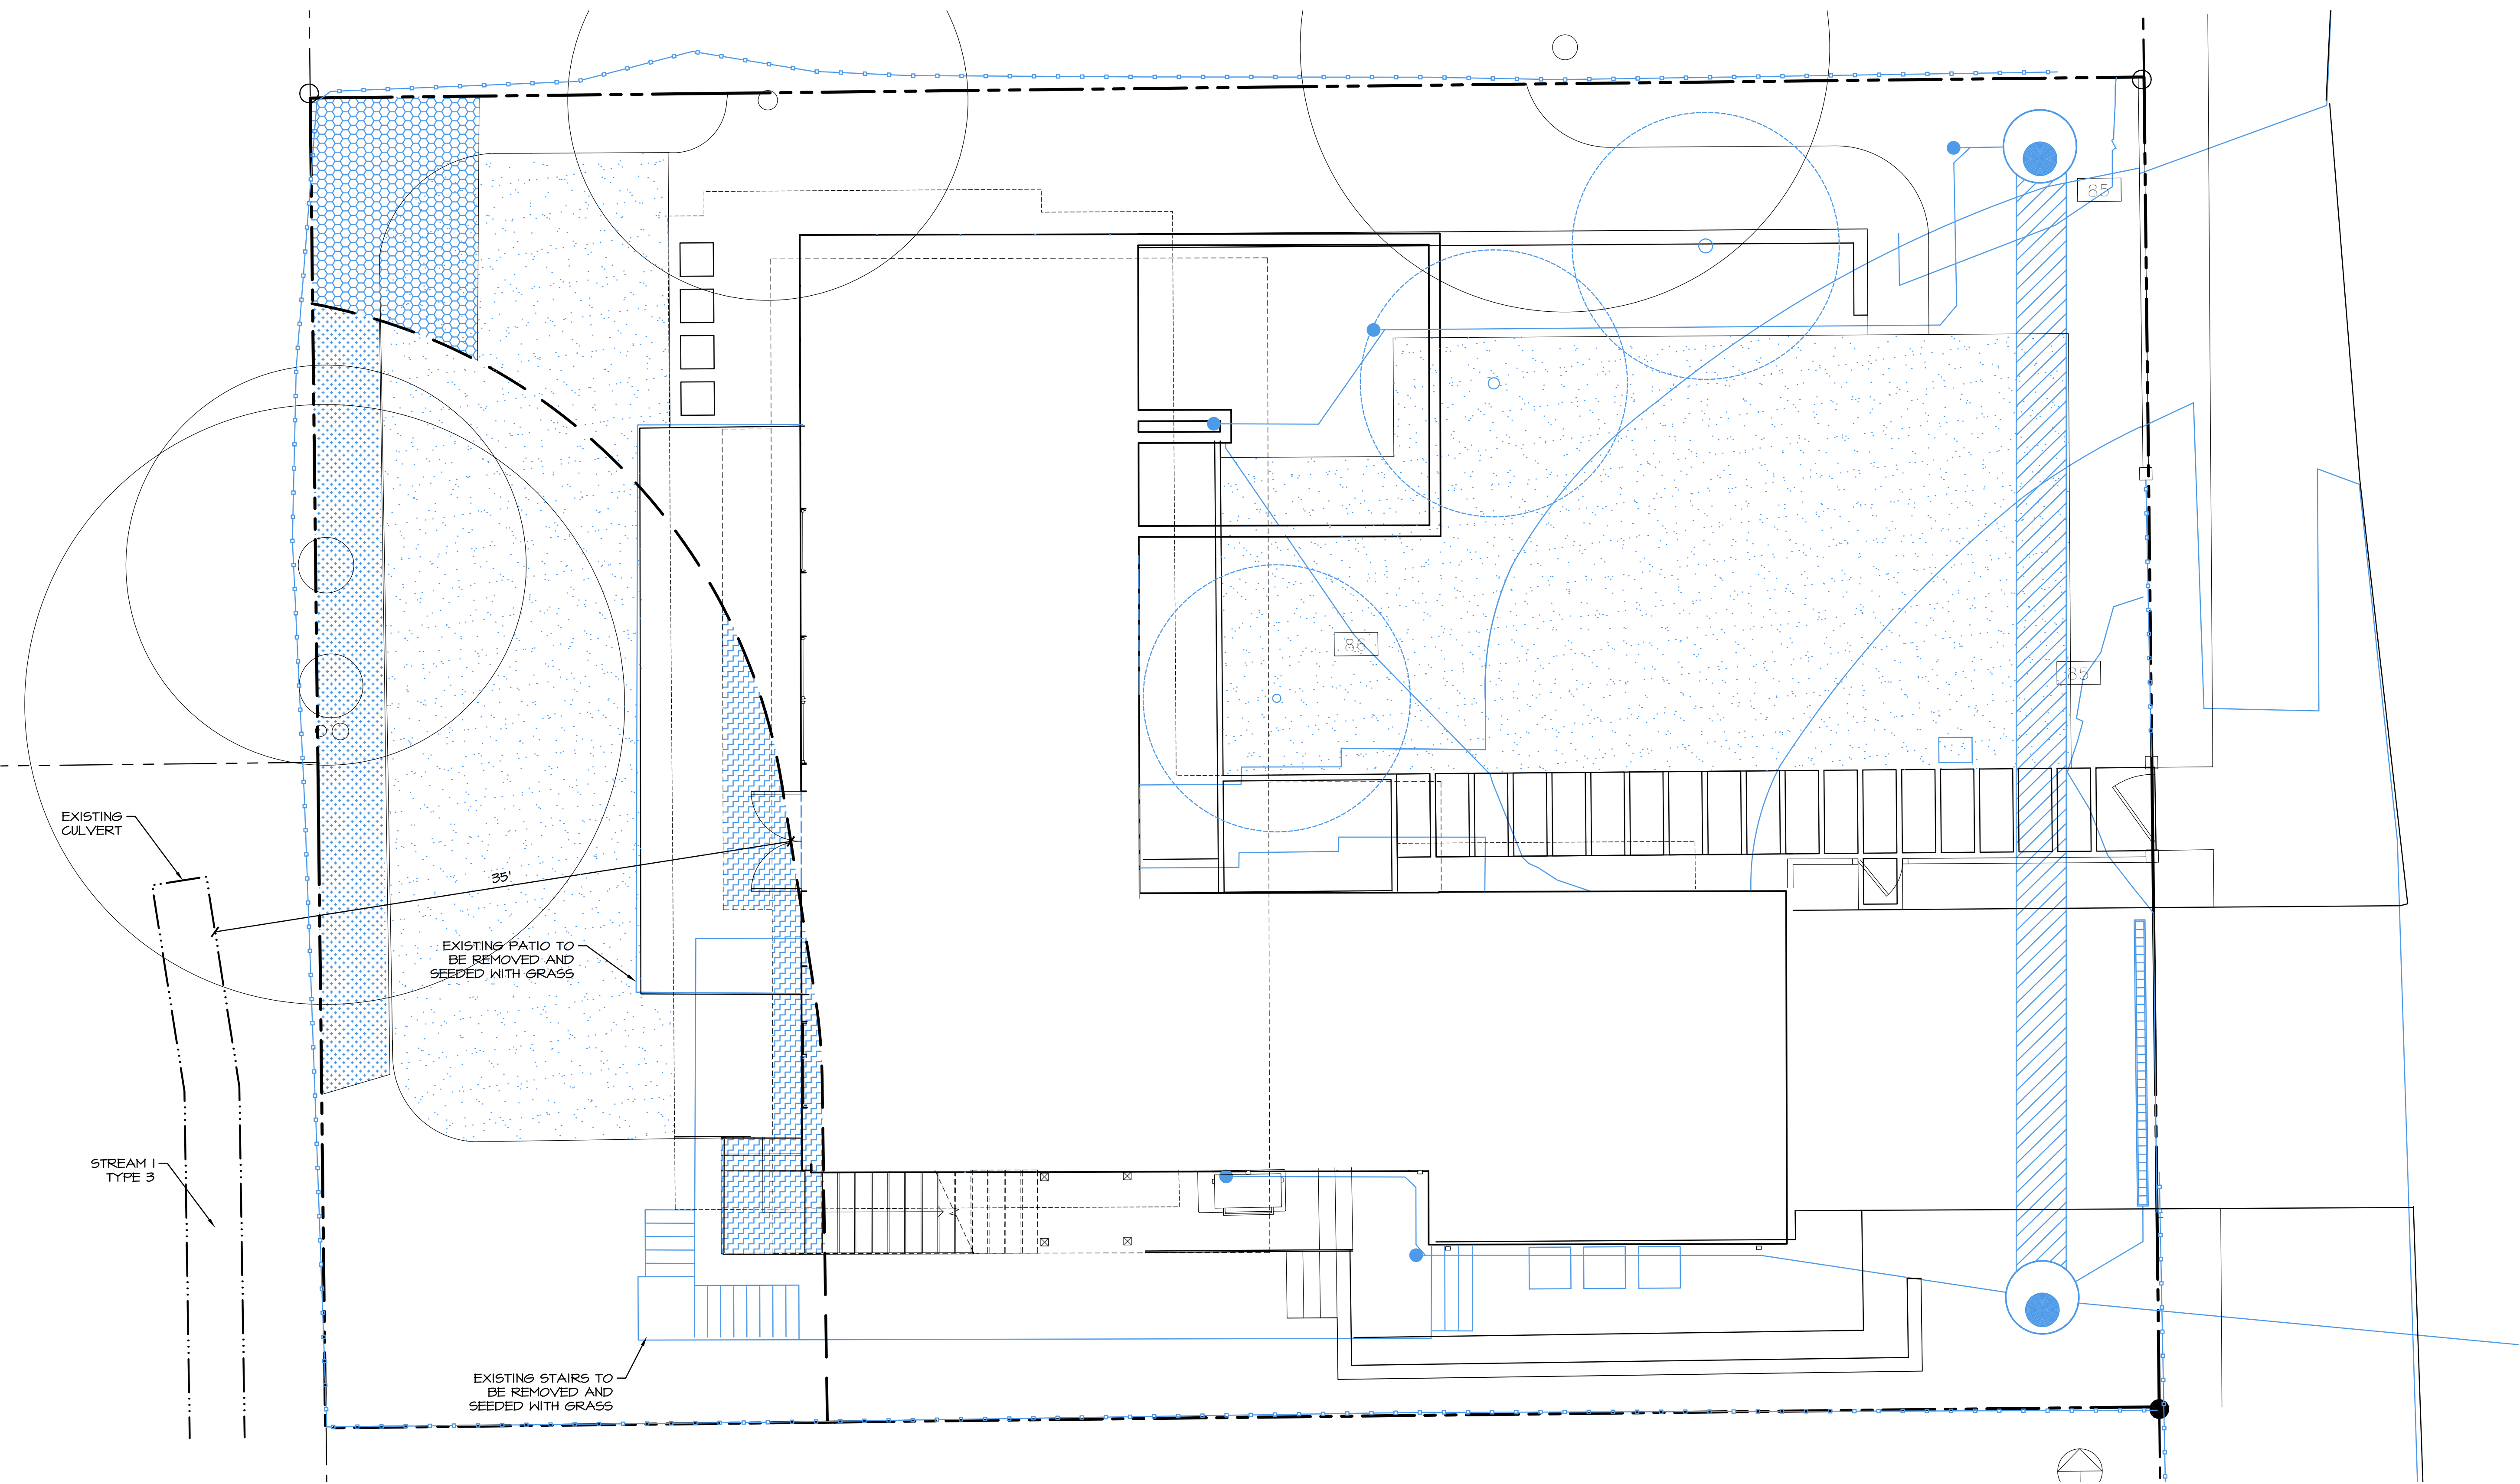 85
86
85
EXISTING
CULVERT
35'
EXISTING PATIO TO
BE REMOVED AND
SEEDED WITH GRASS
STREAM 1
TYPE 3
EXISTING STAIRS TO
BE REMOVED AND
SEEDED WITH GRASS